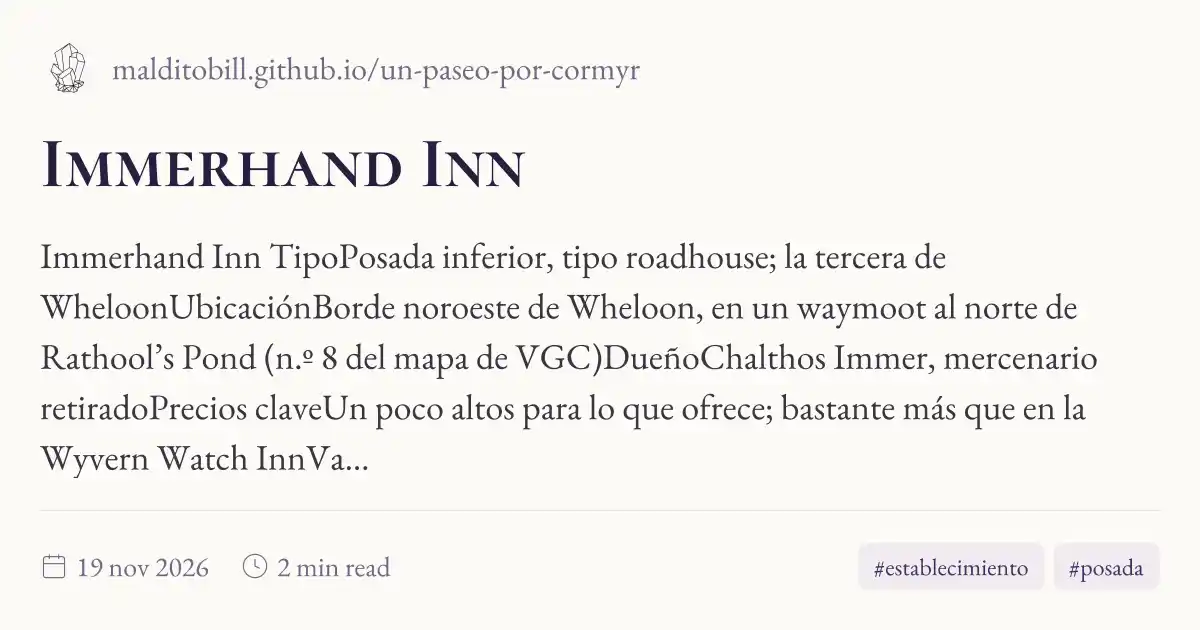 malditobill.github.io/un-paseo-por-cormyr
Immerhand Inn
Immerhand Inn TipoPosada inferior, tipo roadhouse; la tercera de
WheloonUbicaciónBorde noroeste de Wheloon, en un waymoot al norte de
Rathool’s Pond (n.º 8 del mapa de VGC)DueñoChalthos Immer, mercenario
retiradoPrecios claveUn poco altos para lo que ofrece; bastante más que en la
Wyvern Watch InnVa...
19 nov 2026 2 min read #establecimiento #posada